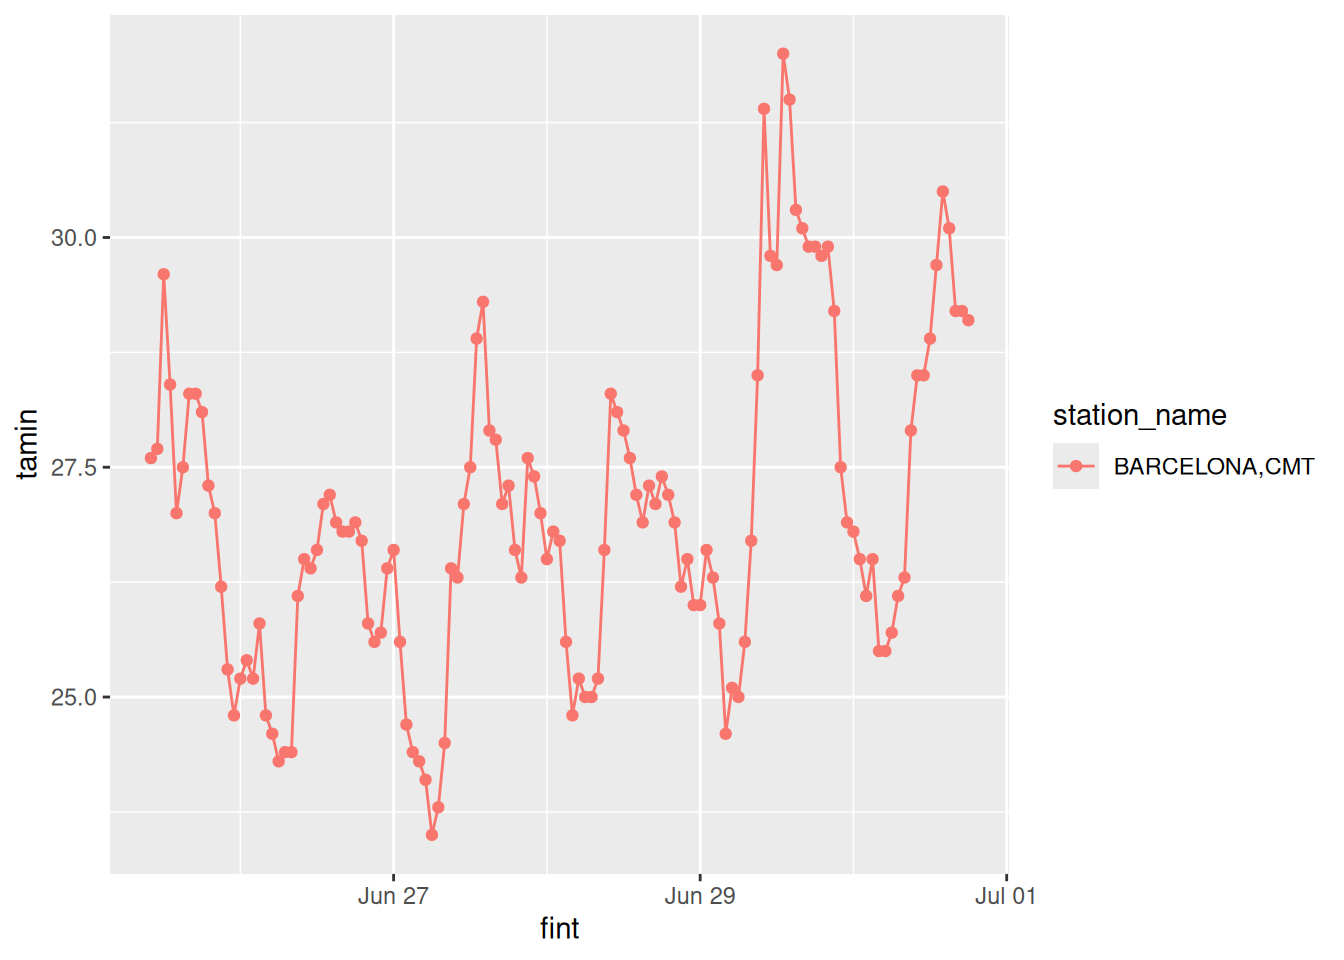 30.0
27.5
25.0
tamin
Jun 27
Jun 29
Jul 01
fint
station_name
BARCELONA,CMT